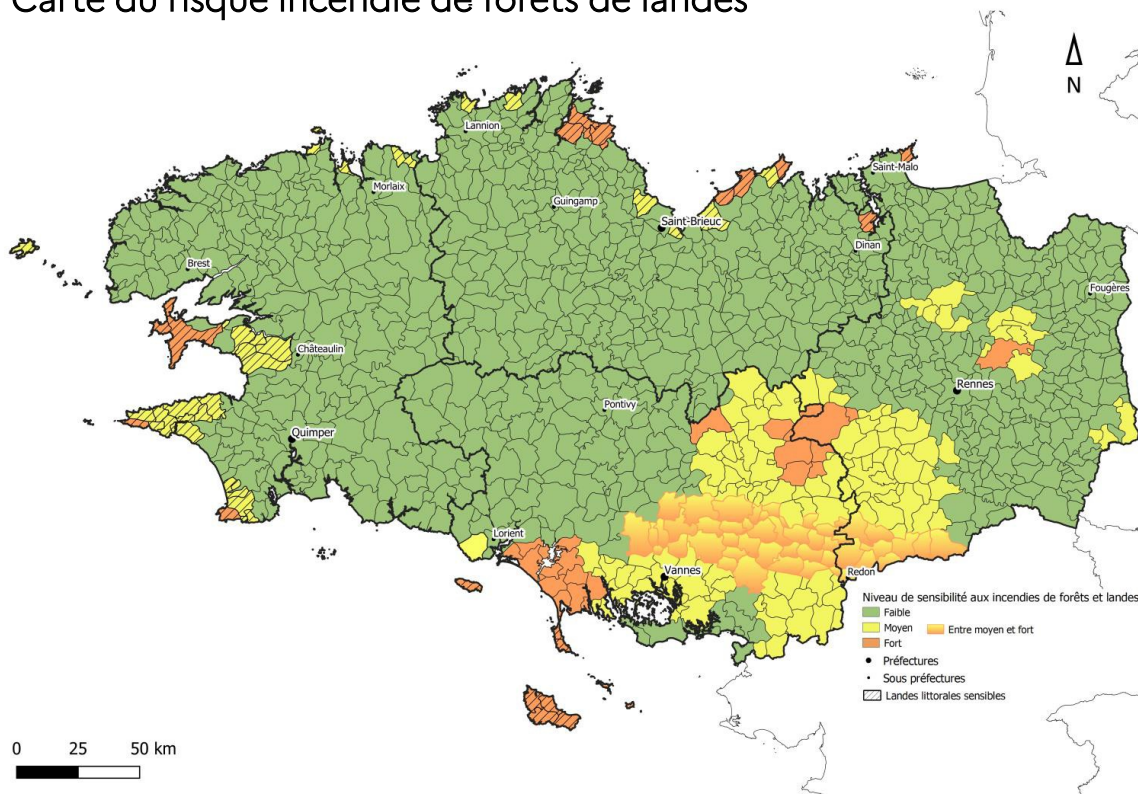 Carte du risque incendie de forêts de landes
N
Lannion
Saint-Malo
Morlaix
Guingamp
Saint-Brieuc
Dinan
Brest
Fougères
Châteaulin
Rennes
Pontivy
Quimper
Lorient
Vannes
Redon
Niveau de sensibilité aux incendies de forêts et landes
Faible
Moyen
Entre moyen et fort
Fort
Préfectures
Sous préfectures
Landes littorales sensibles
0 25 50 km